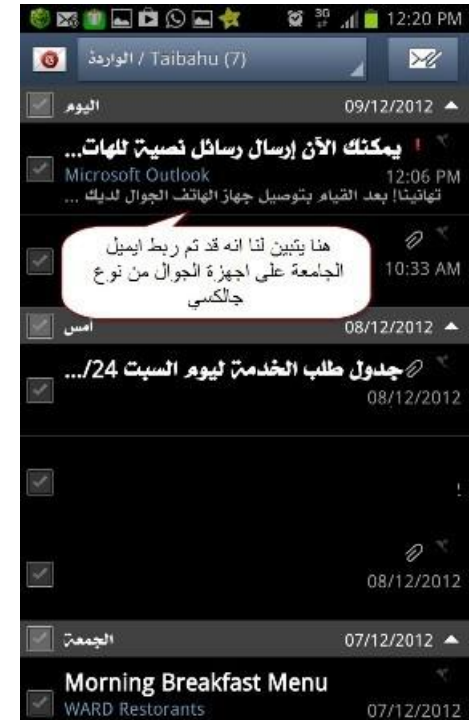 3G 12:20 PM
الواردة / Taibahu (7)
اليوم 09/12/2012
يمكنك الآن إرسال رسائل نصية للهات...
Microsoft Outlook 12:06 PM
تهانينا! بعد القيام بتوصيل جهاز الهاتف الجوال لديك ...
هنا يتبين لنا انه قد تم ربط ايميل
الجامعة على اجهزة الجوال من نوع
جالكسي
10:33 AM
أمس 08/12/2012
جدول طلب الخدمة ليوم السبت 24/...
08/12/2012
!
08/12/2012
الجمعة 07/12/2012
Morning Breakfast Menu
WARD Restorants 07/12/2012